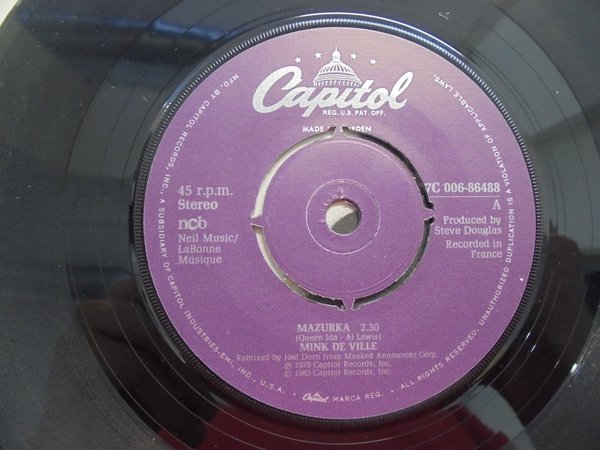 Capitol
REG. U.S. PAT. OFF.
MADE IN SWEDEN
45 r.p.m.
Stereo
ncb
Neil Music/
LaBonne
Musique
7C 006-86488
A
Produced by
Steve Douglas
Recorded in
France
MAZURKA 2.30
(Queen Ida - Al Lewis)
MINK DE VILLE
Remixed by Joel Dorn from Masked Announcer Corp.
℗ 1979 Capitol Records, Inc.
© 1982 Capitol Records, Inc.
MFD. BY CAPITOL RECORDS, INC., A SUBSIDIARY OF CAPITOL INDUSTRIES-EMI, INC., U.S.A. Capitol MARCA REG. UNAUTHORIZED DUPLICATION IS A VIOLATION OF APPLICABLE LAWS.